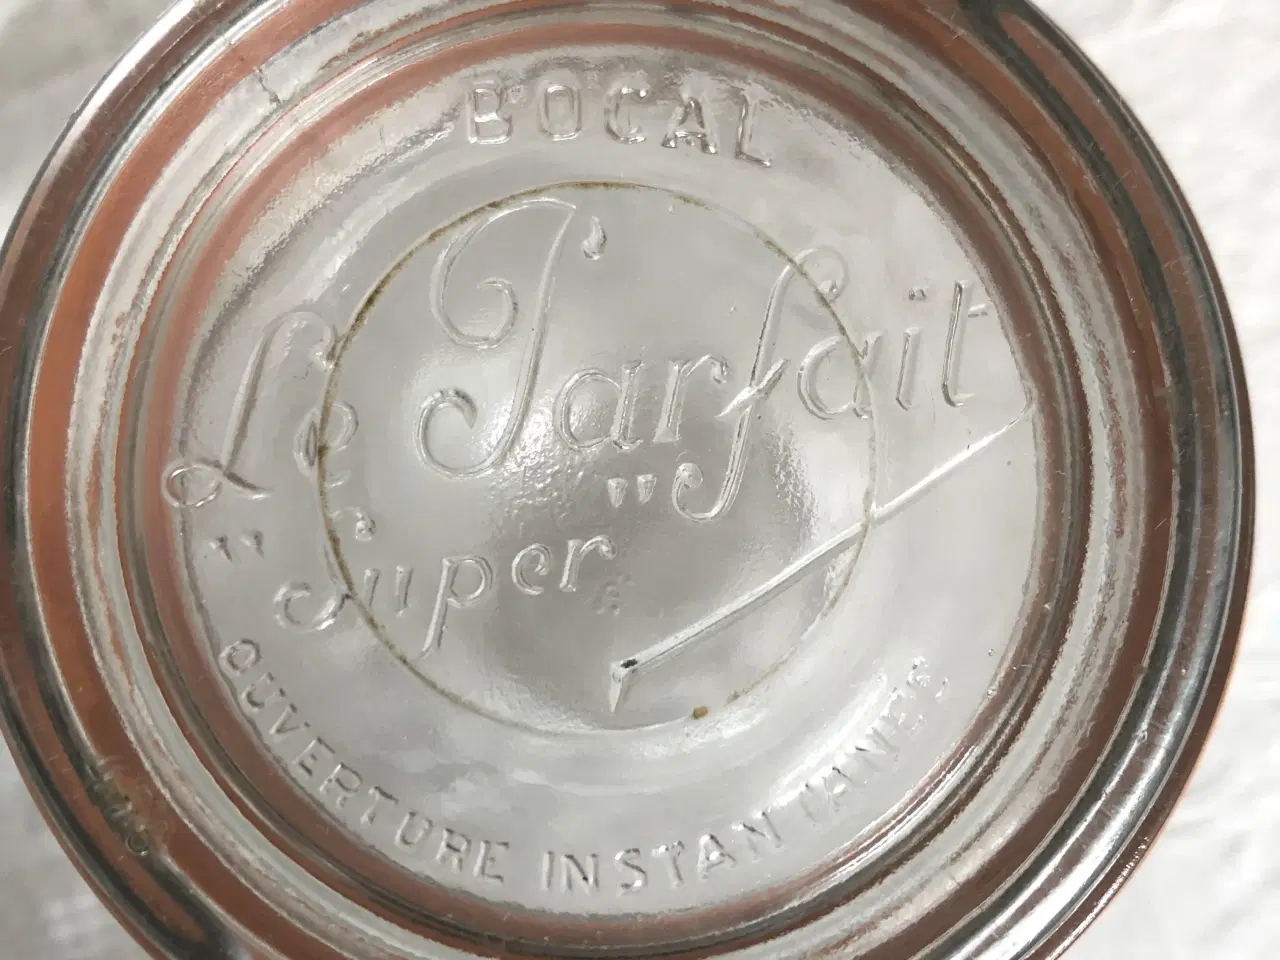 BOCAL
Le Parfait
"Super"
OUVERTURE INSTANTANÉE